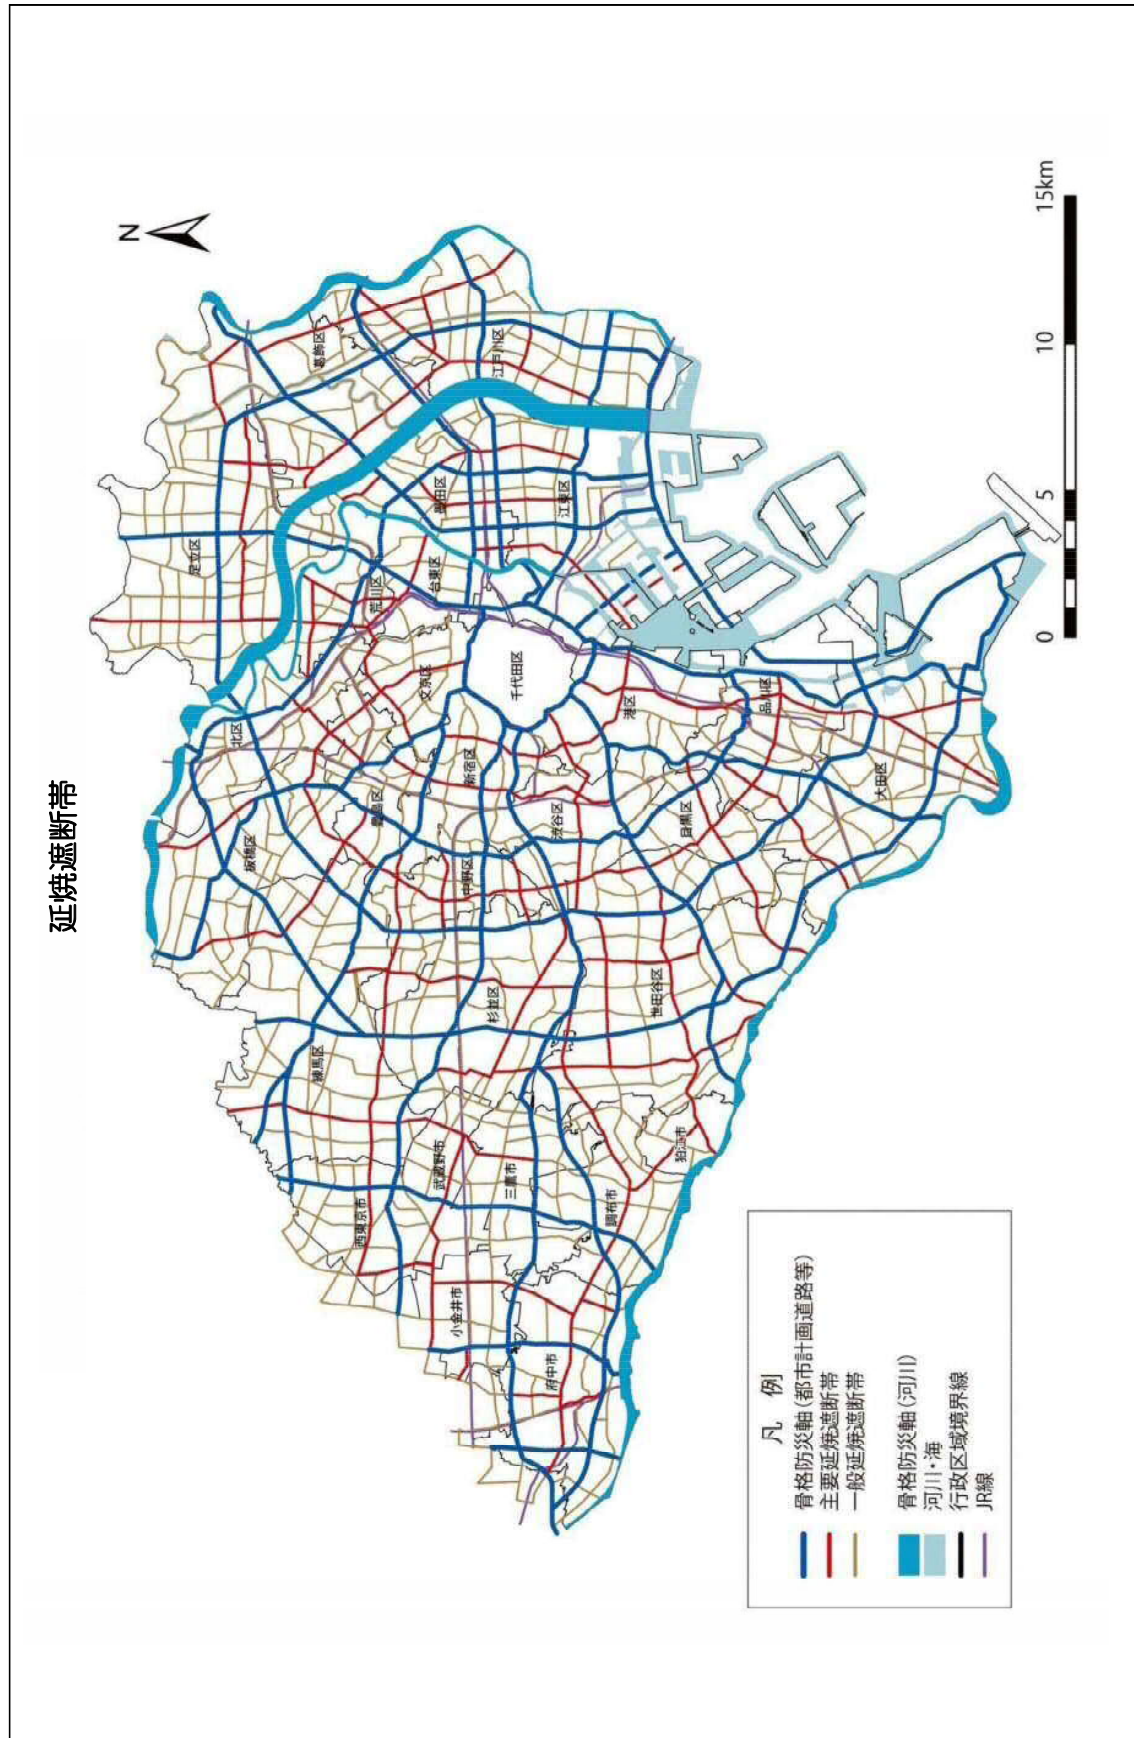 延焼遮断帯
N
足立区
葛飾区
北区
荒川区
板橋区
台東区
墨田区
江戸川区
文京区
豊島区
練馬区
千代田区
新宿区
江東区
中野区
杉並区
渋谷区
港区
西東京市
武蔵野市
三鷹市
目黒区
品川区
世田谷区
大田区
小金井市
調布市
狛江市
府中市
凡 例
骨格防災軸(都市計画道路等)
主要延焼遮断帯
一般延焼遮断帯
骨格防災軸(河川)
河川・海
行政区域境界線
JR線
0 5 10 15km